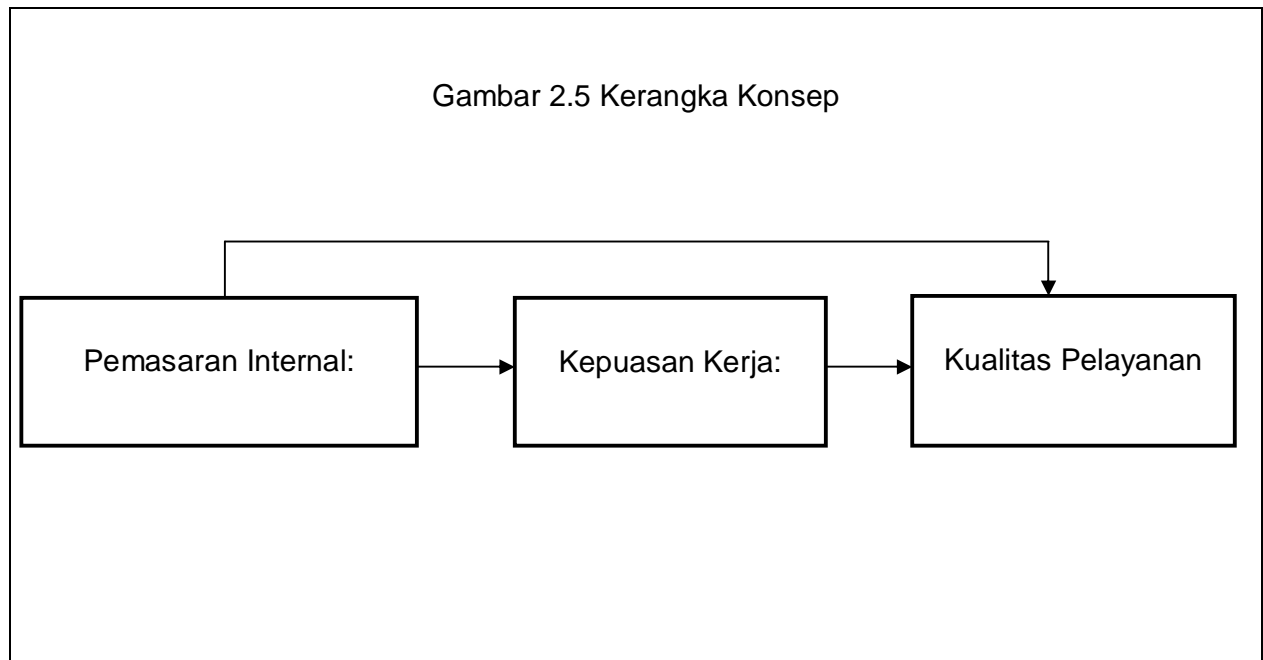 Gambar 2.5 Kerangka Konsep
Pemasaran Internal:
Kepuasan Kerja:
Kualitas Pelayanan